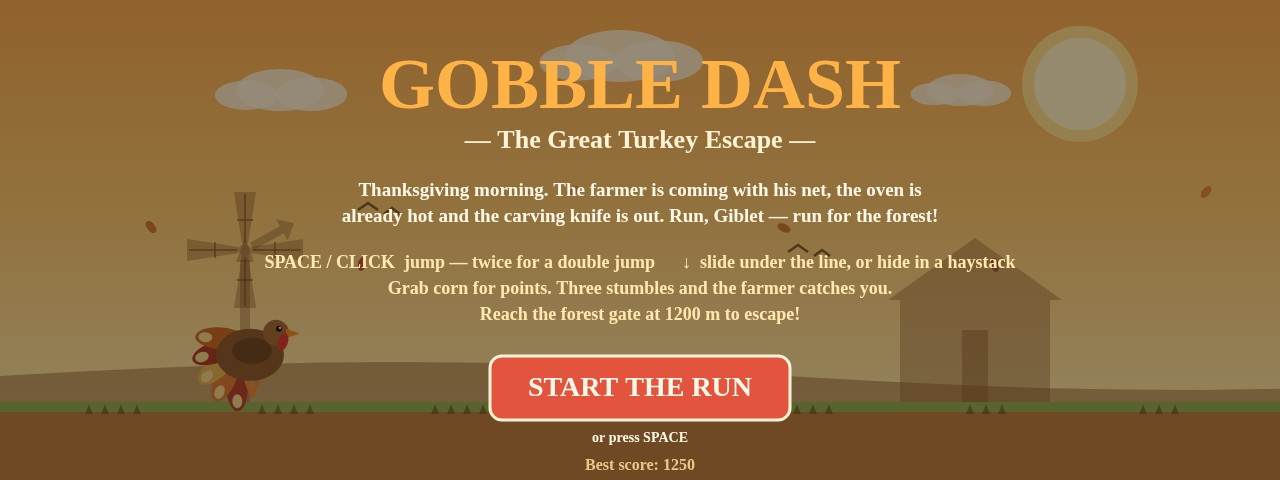 GOBBLE DASH
— The Great Turkey Escape —
Thanksgiving morning. The farmer is coming with his net, the oven is
already hot and the carving knife is out. Run, Giblet — run for the forest!
SPACE / CLICK jump — twice for a double jump ↓ slide under the line, or hide in a haystack
Grab corn for points. Three stumbles and the farmer catches you.
Reach the forest gate at 1200 m to escape!
START THE RUN
or press SPACE
Best score: 1250